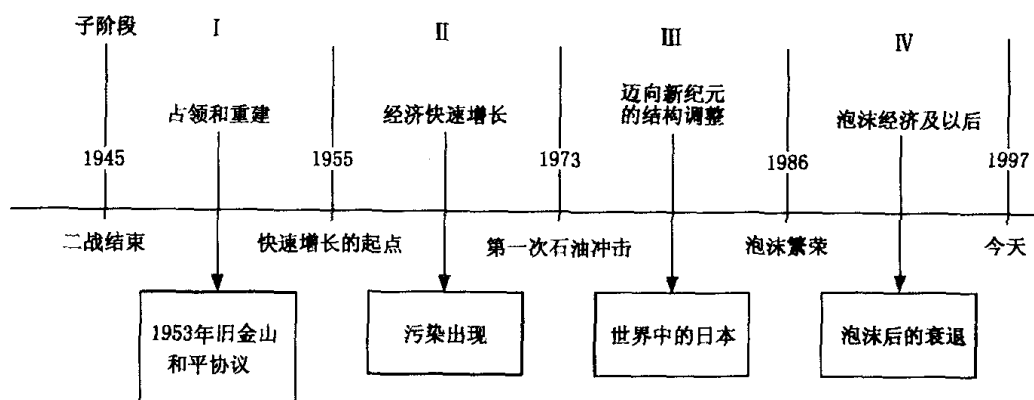 子阶段 Ⅰ Ⅱ Ⅲ Ⅳ
占领和重建 经济快速增长 迈向新纪元
的结构调整 泡沫经济及以后
1945 1955 1973 1986 1997
二战结束 快速增长的起点 第一次石油冲击 泡沫繁荣 今天
1953年旧金山
和平协议
污染出现
世界中的日本
泡沫后的衰退